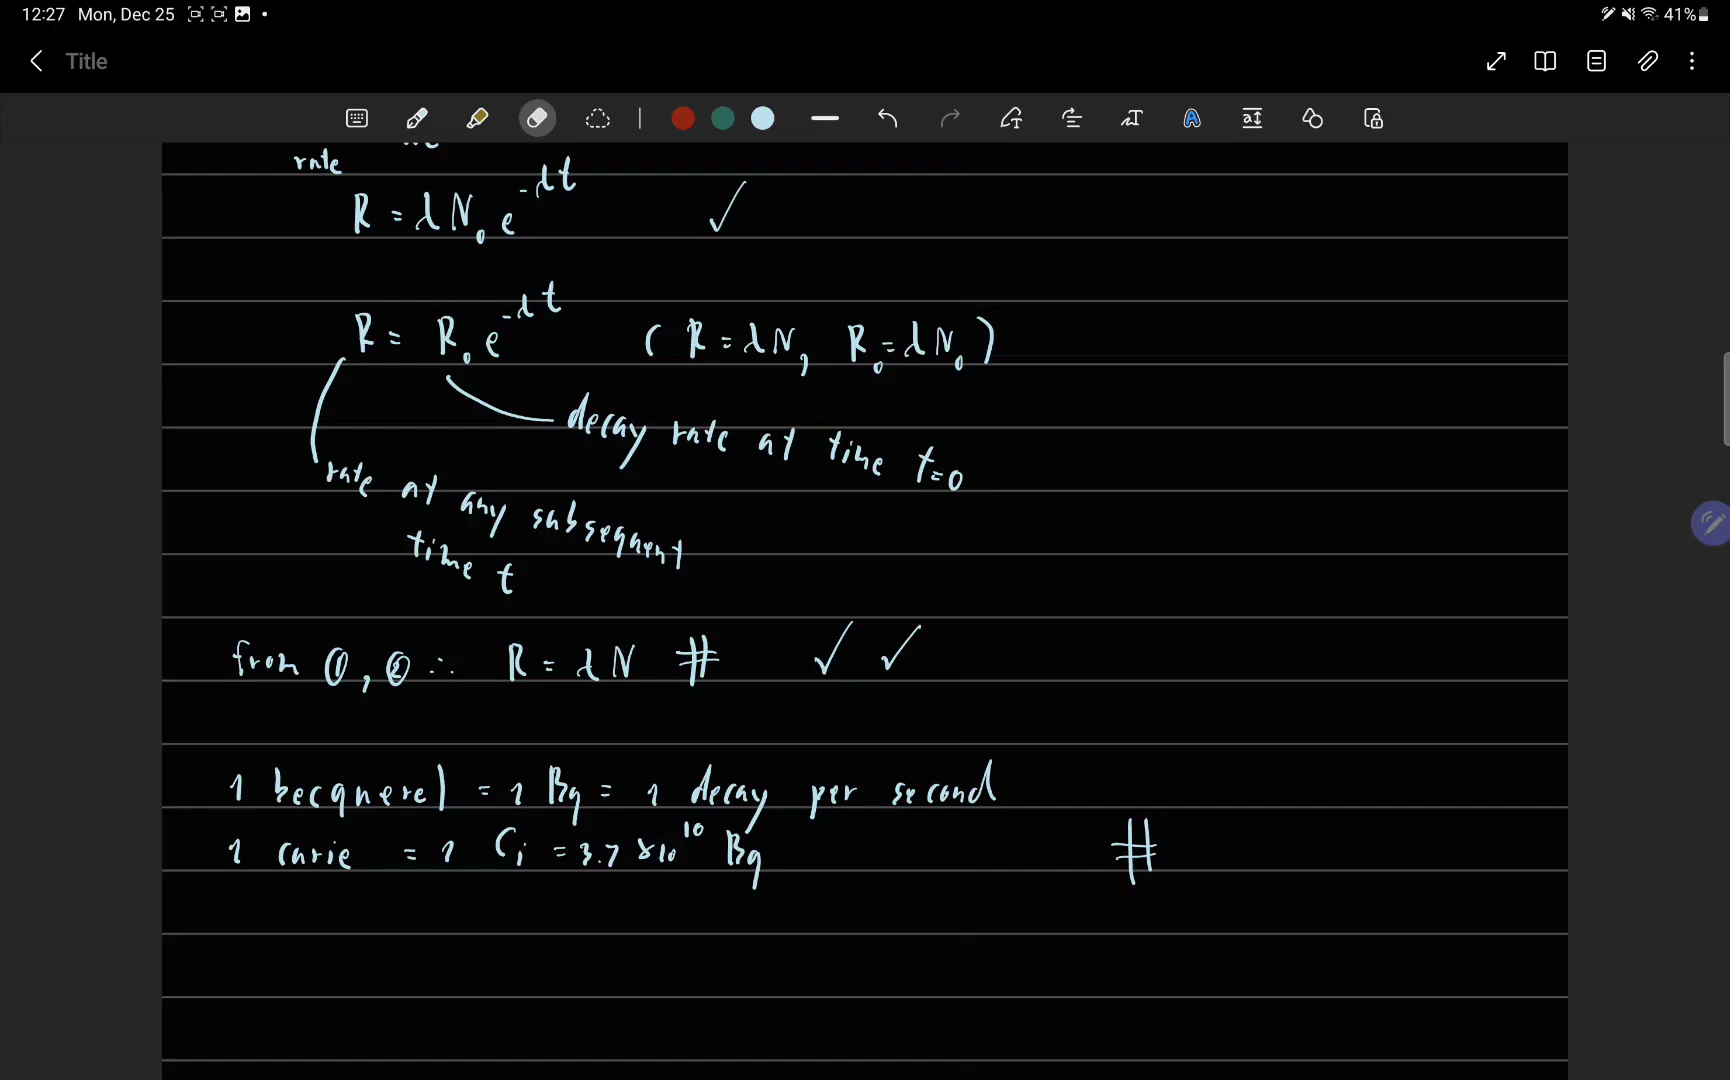 12:27 Mon, Dec 25
41%
Title
rate
R = λN₀e^-λt ✓
R = R₀e^-λt ( R = λN, R₀ = λN₀ )
decay rate at time t=0
rate at any subsequent
time t
from ①, ② ∴ R = λN # ✓ ✓
1 becquerel = 1 Bq = 1 decay per second
1 curie = 1 Ci = 3.7 × 10^10 Bq #